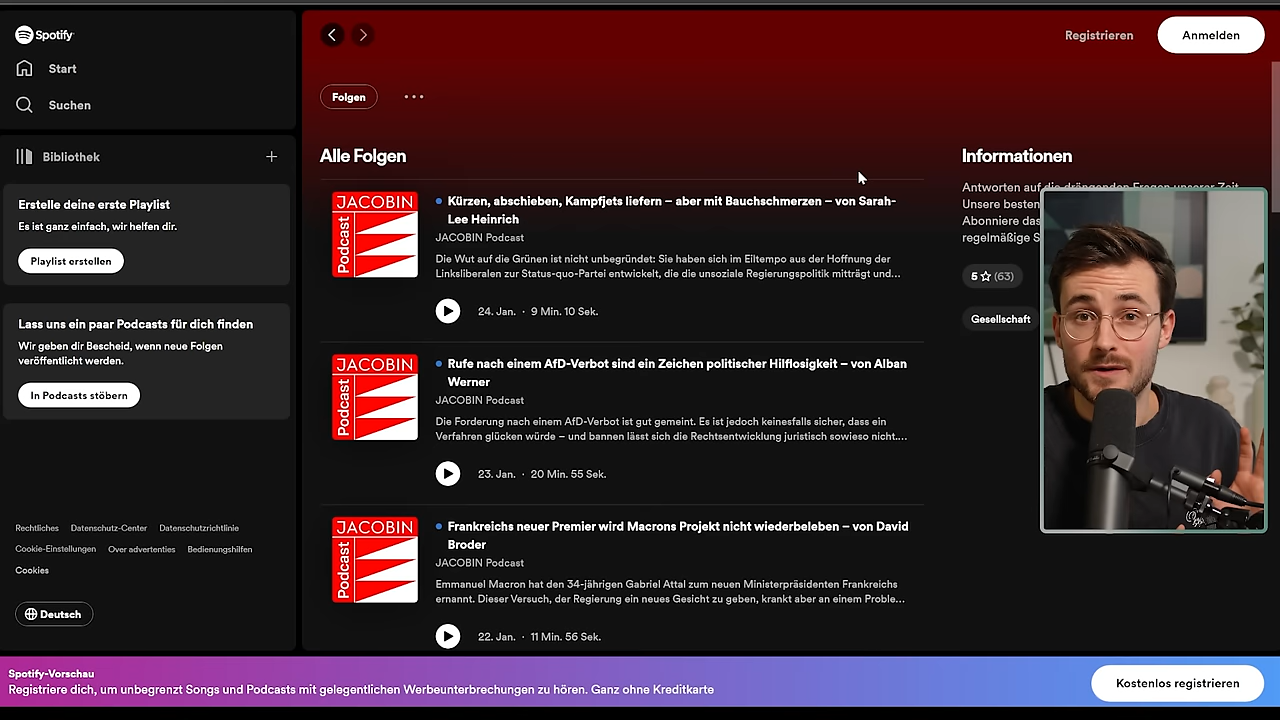 Spotify
Start
Suchen
Bibliothek
Erstelle deine erste Playlist
Es ist ganz einfach, wir helfen dir.
Playlist erstellen
Lass uns ein paar Podcasts für dich finden
Wir geben dir Bescheid, wenn neue Folgen
veröffentlicht werden.
In Podcasts stöbern
Rechtliches Datenschutz-Center Datenschutzrichtlinie
Cookie-Einstellungen Über advertenties Bedienungshilfen
Cookies
Deutsch
Registrieren
Anmelden
Folgen
Alle Folgen
JACOBIN
Podcast
Kürzen, abschieben, Kampfjets liefern – aber mit Bauchschmerzen – von Sarah-
Lee Heinrich
JACOBIN Podcast
Die Wut auf die Grünen ist nicht unbegründet: Sie haben sich im Eiltempo aus der Hoffnung der
Linksliberalen zur Status-quo-Partei entwickelt, die die unsoziale Regierungspolitik mitträgt und...
24. Jan. · 9 Min. 10 Sek.
JACOBIN
Podcast
Rufe nach einem AfD-Verbot sind ein Zeichen politischer Hilflosigkeit – von Alban
Werner
JACOBIN Podcast
Die Forderung nach einem AfD-Verbot ist gut gemeint. Es ist jedoch keinesfalls sicher, dass ein
Verfahren glücken würde – und bannen lässt sich die Rechtsentwicklung juristisch sowieso nicht....
23. Jan. · 20 Min. 55 Sek.
JACOBIN
Podcast
Frankreichs neuer Premier wird Macrons Projekt nicht wiederbeleben – von David
Broder
JACOBIN Podcast
Emmanuel Macron hat den 34-jährigen Gabriel Attal zum neuen Ministerpräsidenten Frankreichs
ernannt. Dieser Versuch, der Regierung ein neues Gesicht zu geben, krankt aber an einem Proble...
22. Jan. · 11 Min. 56 Sek.
Informationen
Antworten auf die drängenden Fragen unserer Zeit.
Unsere besten
Abonniere das
regelmäßige S
5 (63)
Gesellschaft
Spotify-Vorschau
Registriere dich, um unbegrenzt Songs und Podcasts mit gelegentlichen Werbeunterbrechungen zu hören. Ganz ohne Kreditkarte
Kostenlos registrieren